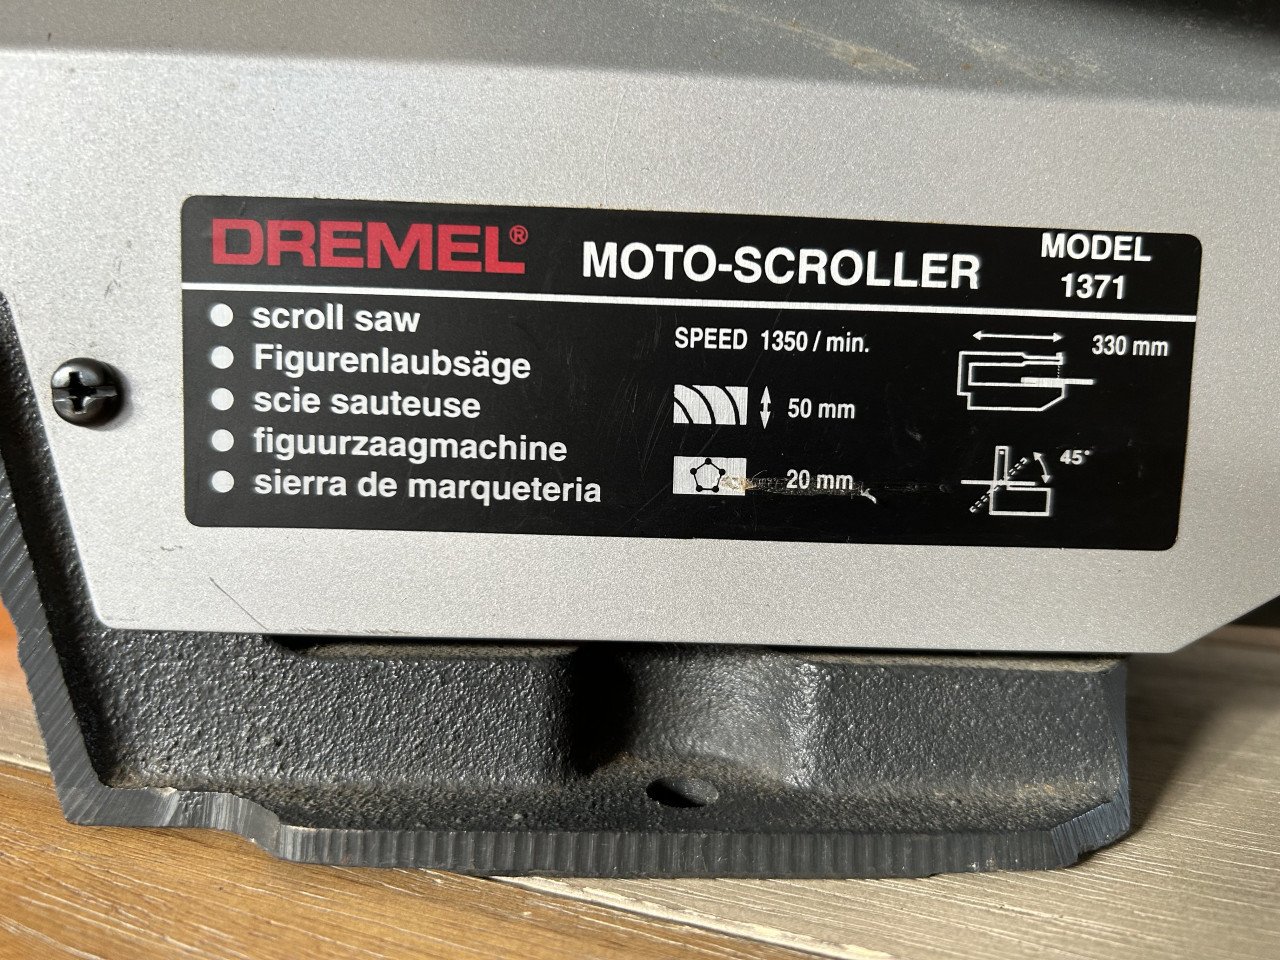 DREMEL® MOTO-SCROLLER MODEL 1371
● scroll saw
● Figurenlaubsäge
● scie sauteuse
● figuurzaagmachine
● sierra de marqueteria
SPEED 1350 / min.
50 mm
20 mm
330 mm
45°